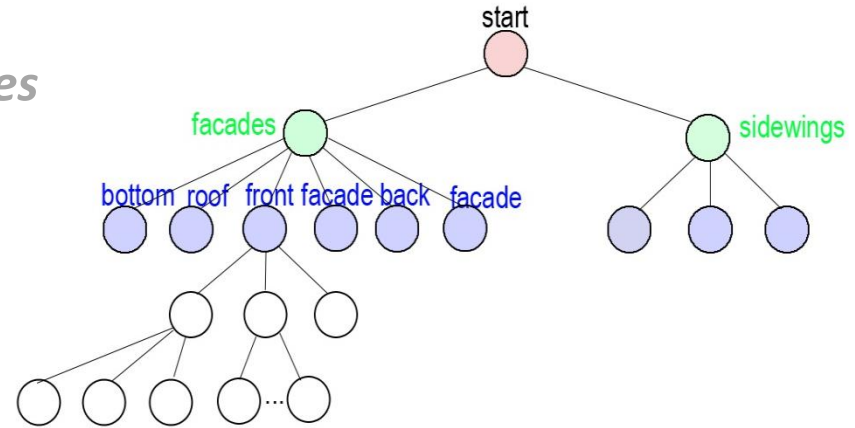 start
es
facades
sidewings
bottom roof front facade back facade
...